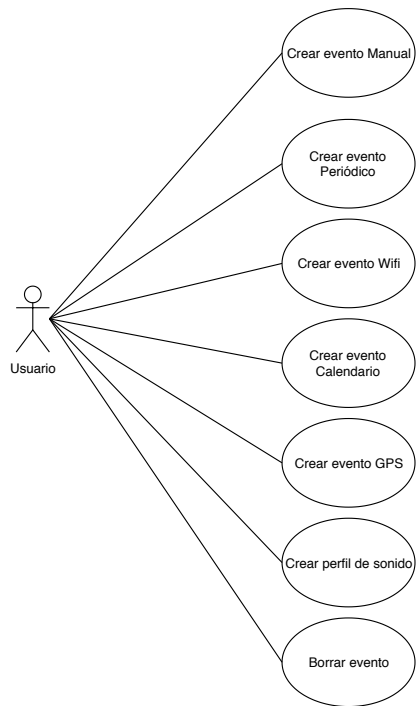 Crear evento Manual
Crear evento
Periódico
Crear evento Wifi
Usuario
Crear evento
Calendario
Crear evento GPS
Crear perfil de sonido
Borrar evento